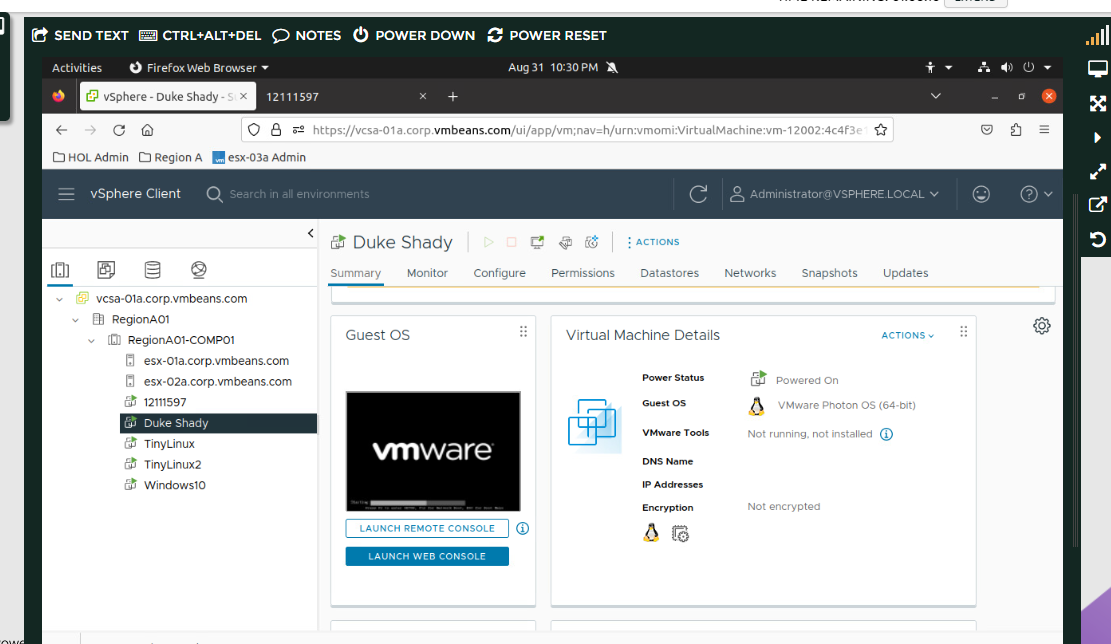 SEND TEXT CTRL+ALT+DEL NOTES POWER DOWN POWER RESET
Activities Firefox Web Browser Aug 31 10:30 PM
vSphere - Duke Shady - S 12111597
https://vcsa-01a.corp.vmbeans.com/ui/app/vm;nav=h/urn:vmomi:VirtualMachine:vm-12002:4c4f3e
HOL Admin Region A esx-03a Admin
vSphere Client Search in all environments Administrator@VSPHERE.LOCAL
Duke Shady ACTIONS
Summary Monitor Configure Permissions Datastores Networks Snapshots Updates
vcsa-01a.corp.vmbeans.com
RegionA01
RegionA01-COMP01
esx-01a.corp.vmbeans.com
esx-02a.corp.vmbeans.com
12111597
Duke Shady
TinyLinux
TinyLinux2
Windows10
Guest OS
vmware
LAUNCH REMOTE CONSOLE
LAUNCH WEB CONSOLE
Virtual Machine Details ACTIONS
Power Status Powered On
Guest OS VMware Photon OS (64-bit)
VMware Tools Not running, not installed
DNS Name
IP Addresses
Encryption Not encrypted